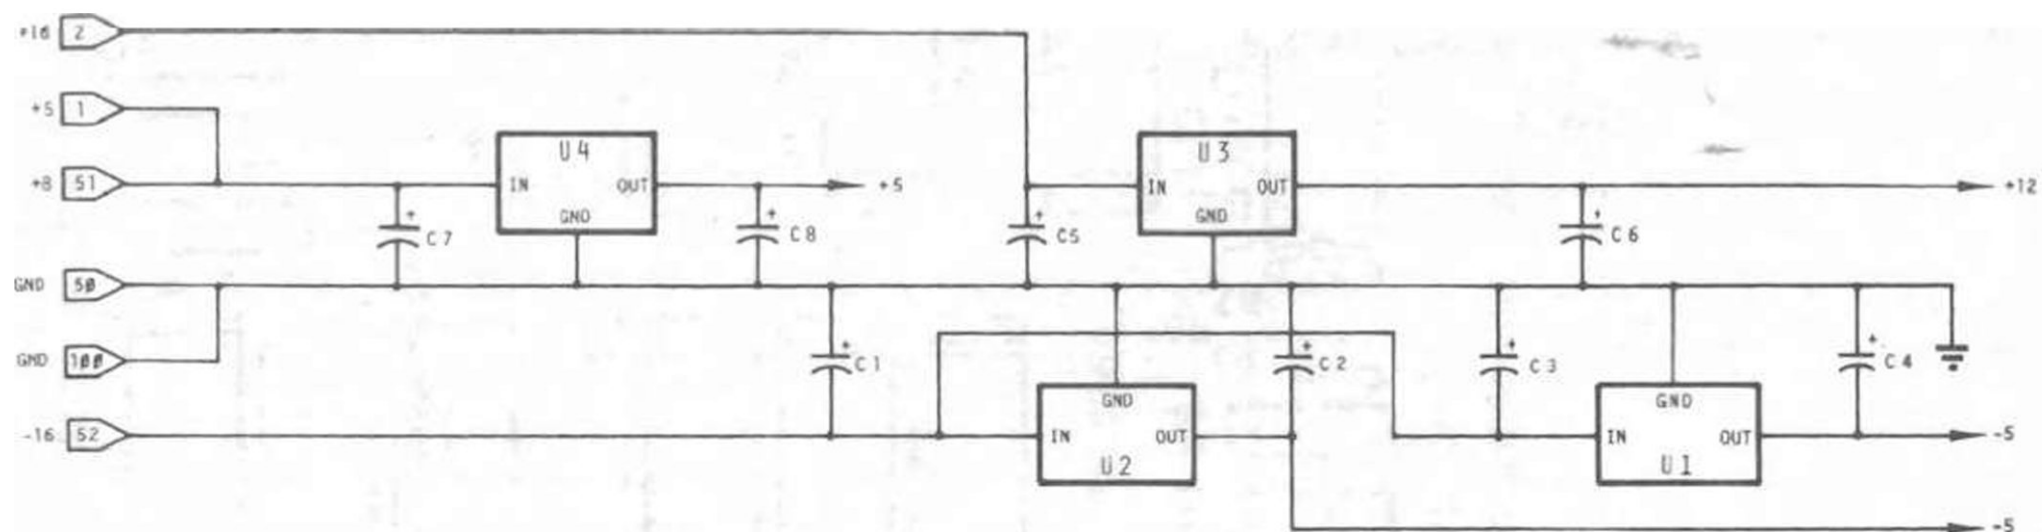 +16 2
+5 1
U4
U3
+8 51
IN OUT
+5
IN OUT
+12
GND
GND
C7
C8
C5
C6
GND 50
GND 100
C1
C2
C3
C4
GND
GND
-16 52
IN OUT
IN OUT
-5
U2
U1
-5